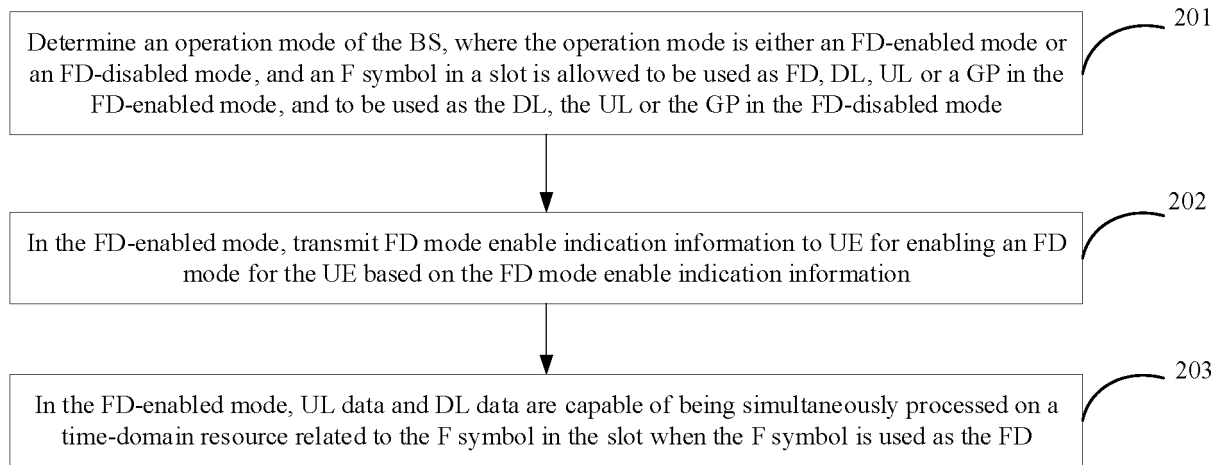 201
Determine an operation mode of the BS, where the operation mode is either an FD-enabled mode or
an FD-disabled mode, and an F symbol in a slot is allowed to be used as FD, DL, UL or a GP in the
FD-enabled mode, and to be used as the DL, the UL or the GP in the FD-disabled mode
202
In the FD-enabled mode, transmit FD mode enable indication information to UE for enabling an FD
mode for the UE based on the FD mode enable indication information
203
In the FD-enabled mode, UL data and DL data are capable of being simultaneously processed on a
time-domain resource related to the F symbol in the slot when the F symbol is used as the FD